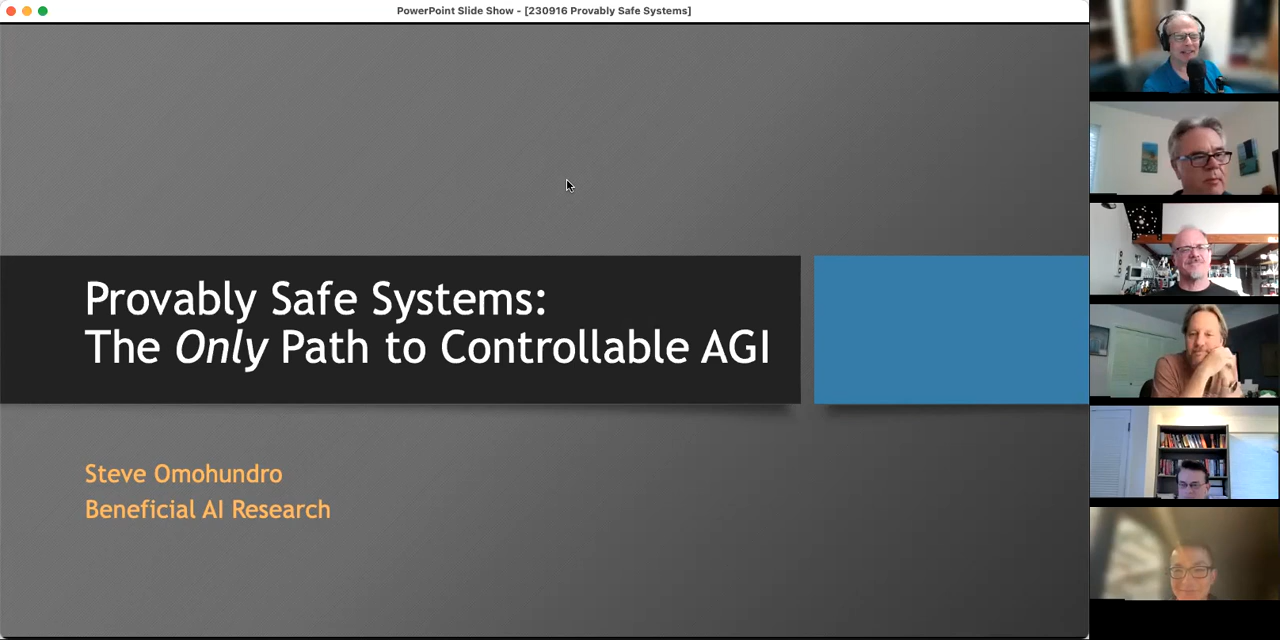 PowerPoint Slide Show - [230916 Provably Safe Systems]
Provably Safe Systems:
The Only Path to Controllable AGI
Steve Omohundro
Beneficial AI Research